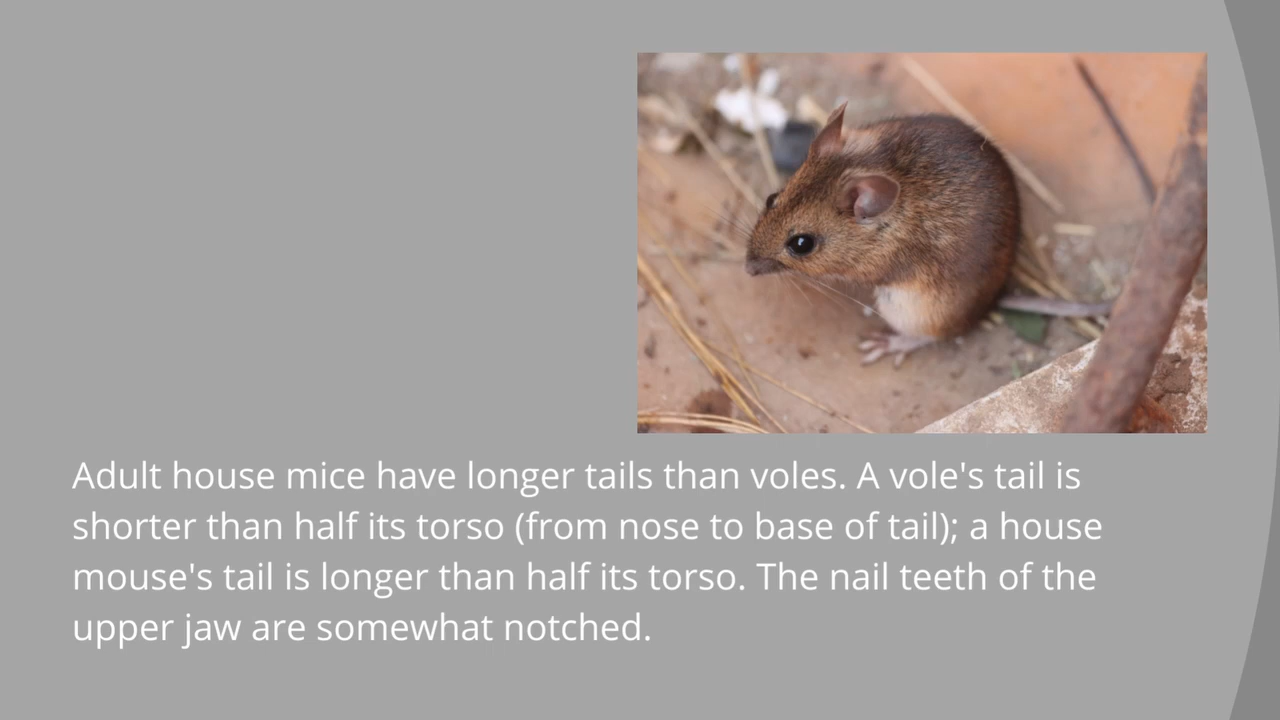 Adult house mice have longer tails than voles. A vole's tail is
shorter than half its torso (from nose to base of tail); a house
mouse's tail is longer than half its torso. The nail teeth of the
upper jaw are somewhat notched.